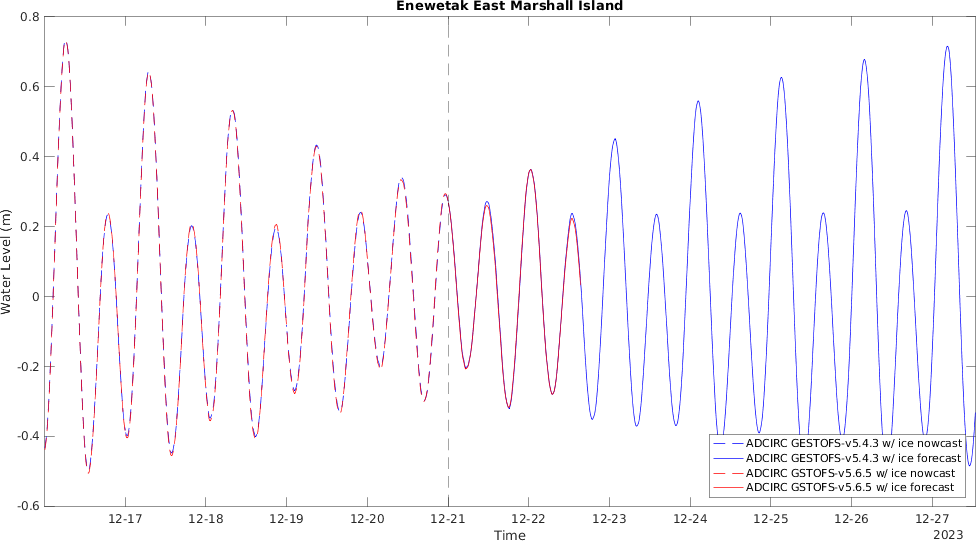 Enewetak East Marshall Island
Water Level (m)
0.8
0.6
0.4
0.2
0
-0.2
-0.4
-0.6
12-17 12-18 12-19 12-20 12-21 12-22 12-23 12-24 12-25 12-26 12-27
Time
2023
ADCIRC GESTOFS-v5.4.3 w/ ice nowcast
ADCIRC GESTOFS-v5.4.3 w/ ice forecast
ADCIRC GSTOFS-v5.6.5 w/ ice nowcast
ADCIRC GSTOFS-v5.6.5 w/ ice forecast